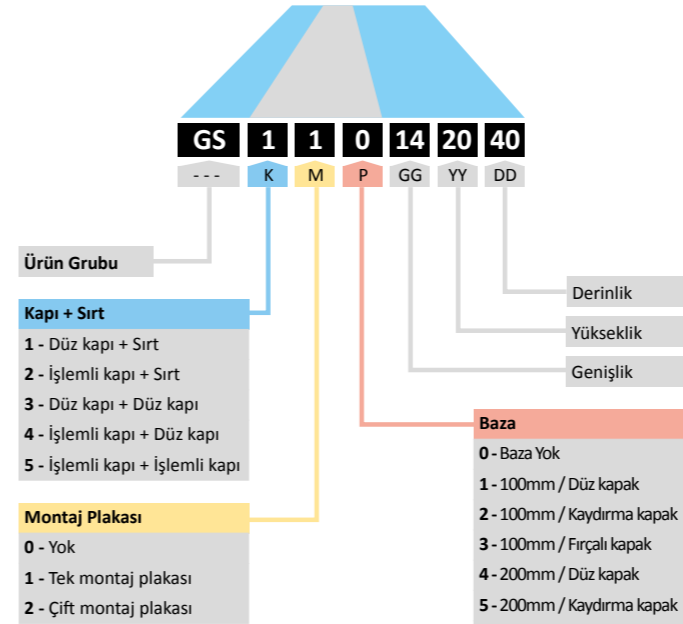 GS 1 1 0 14 20 40
--- K M P GG YY DD
Ürün Grubu
Kapı + Sırt
1 - Düz kapı + Sırt
2 - İşlemli kapı + Sırt
3 - Düz kapı + Düz kapı
4 - İşlemli kapı + Düz kapı
5 - İşlemli kapı + İşlemli kapı
Montaj Plakası
0 - Yok
1 - Tek montaj plakası
2 - Çift montaj plakası
Derinlik
Yükseklik
Genişlik
Baza
0 - Baza Yok
1 - 100mm / Düz kapak
2 - 100mm / Kaydırma kapak
3 - 100mm / Fırçalı kapak
4 - 200mm / Düz kapak
5 - 200mm / Kaydırma kapak